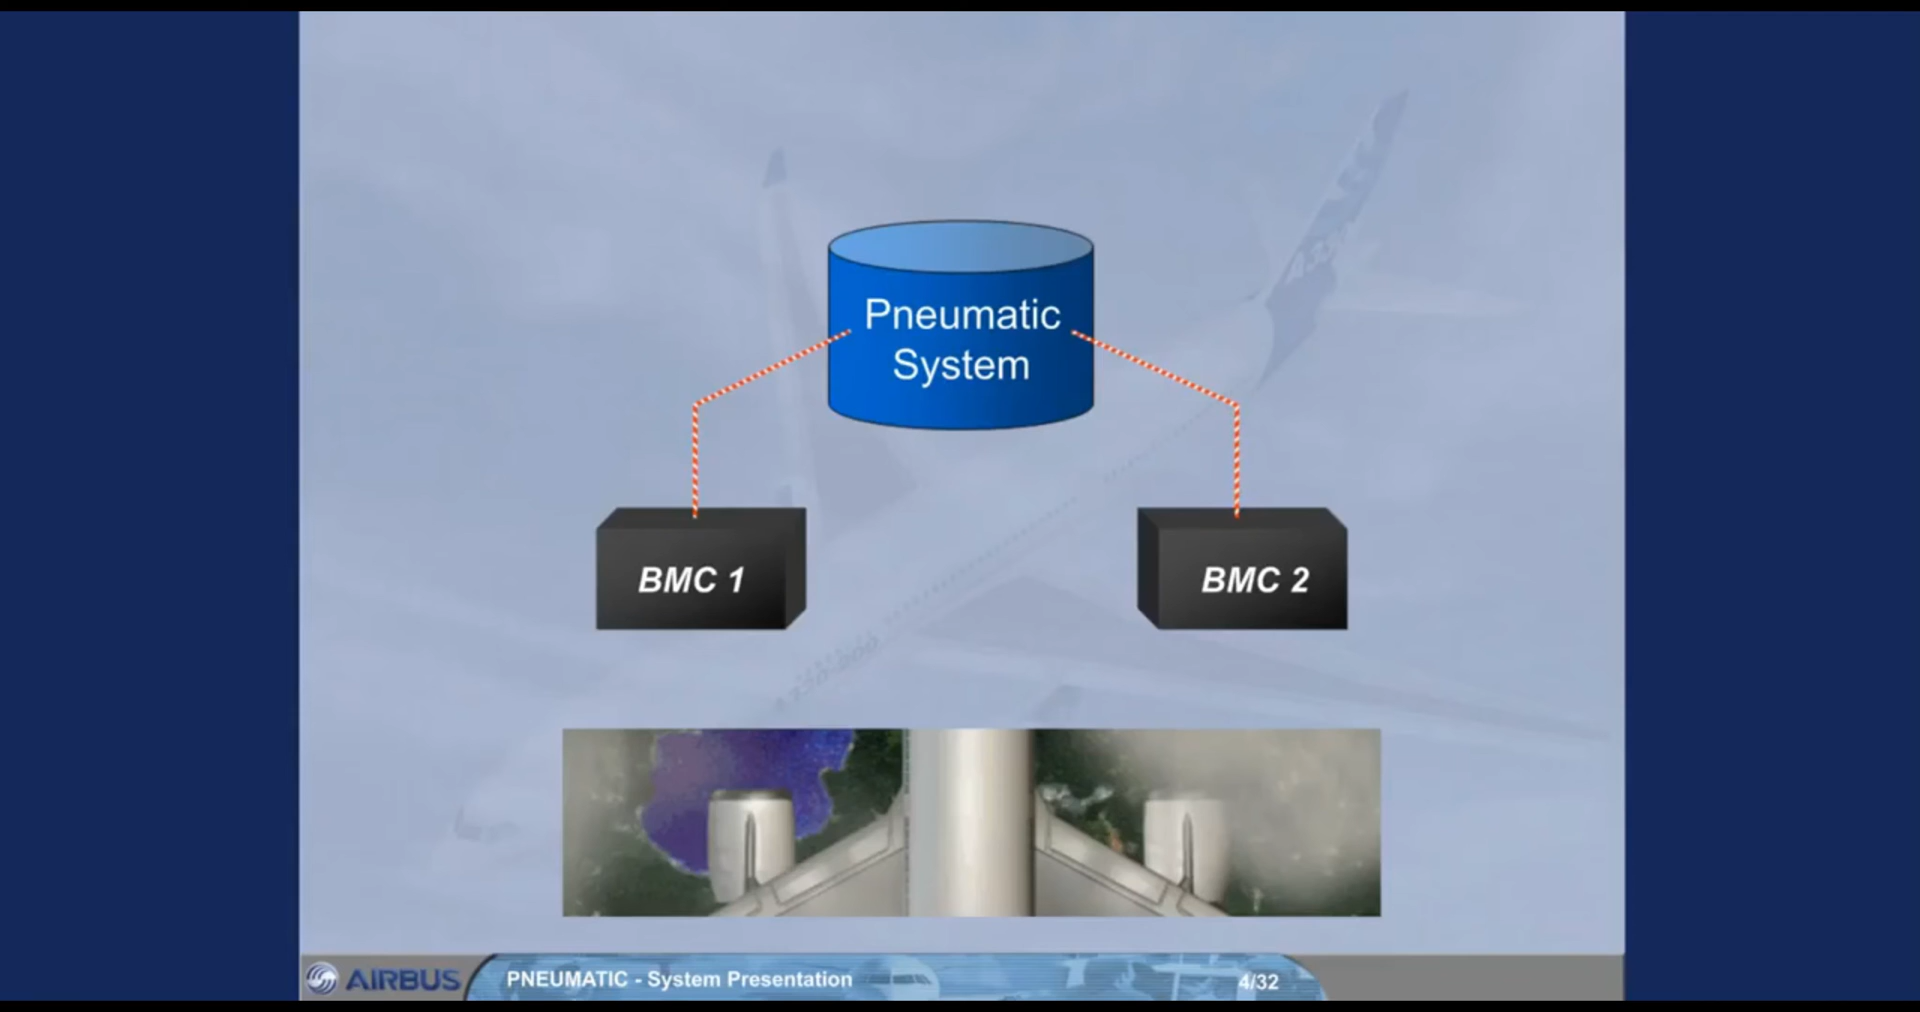 Pneumatic
System
BMC 1
BMC 2
AIRBUS
PNEUMATIC - System Presentation
4/32